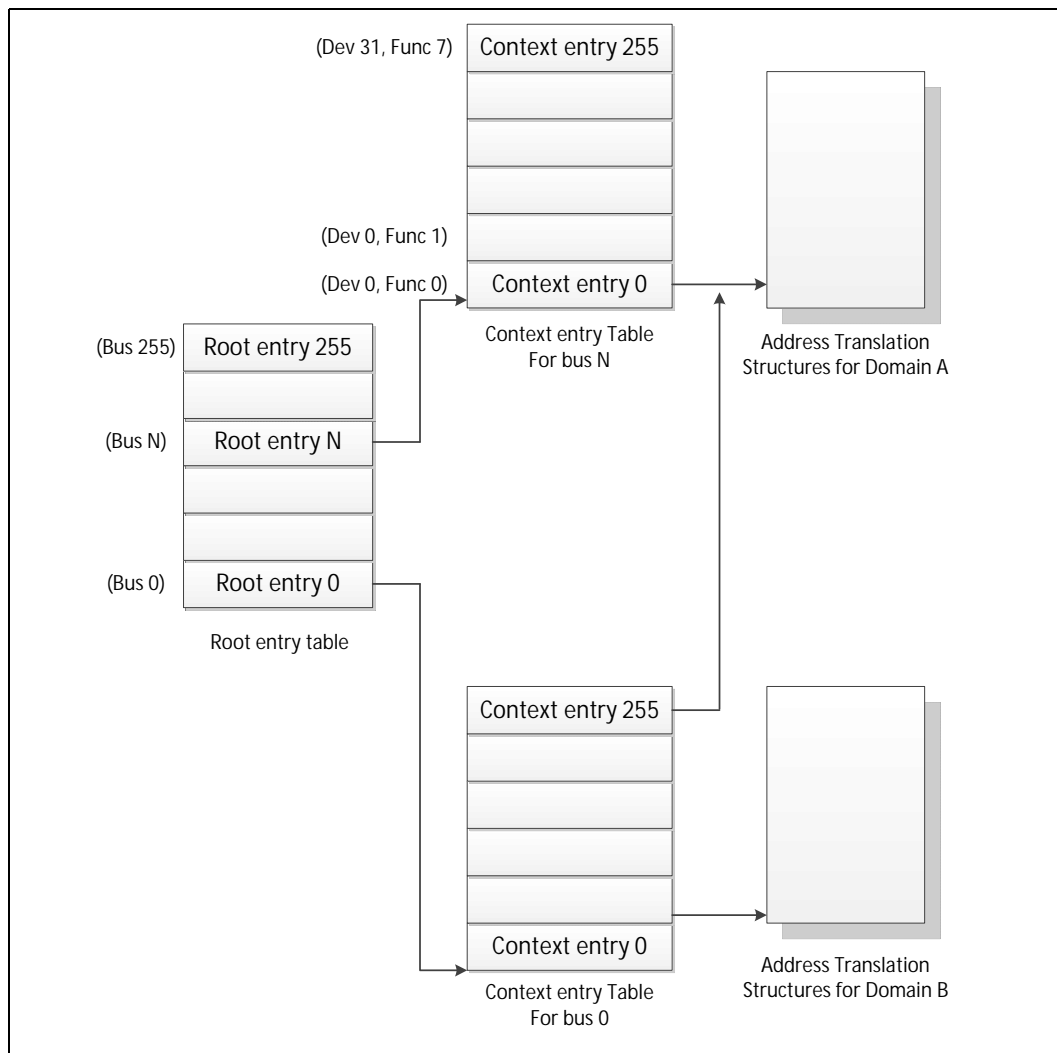 (Dev 31, Func 7)
Context entry 255
(Dev 0, Func 1)
(Dev 0, Func 0)
Context entry 0
Context entry Table
For bus N
Address Translation
Structures for Domain A
(Bus 255)
Root entry 255
(Bus N)
Root entry N
(Bus 0)
Root entry 0
Root entry table
Context entry 255
Context entry 0
Context entry Table
For bus 0
Address Translation
Structures for Domain B